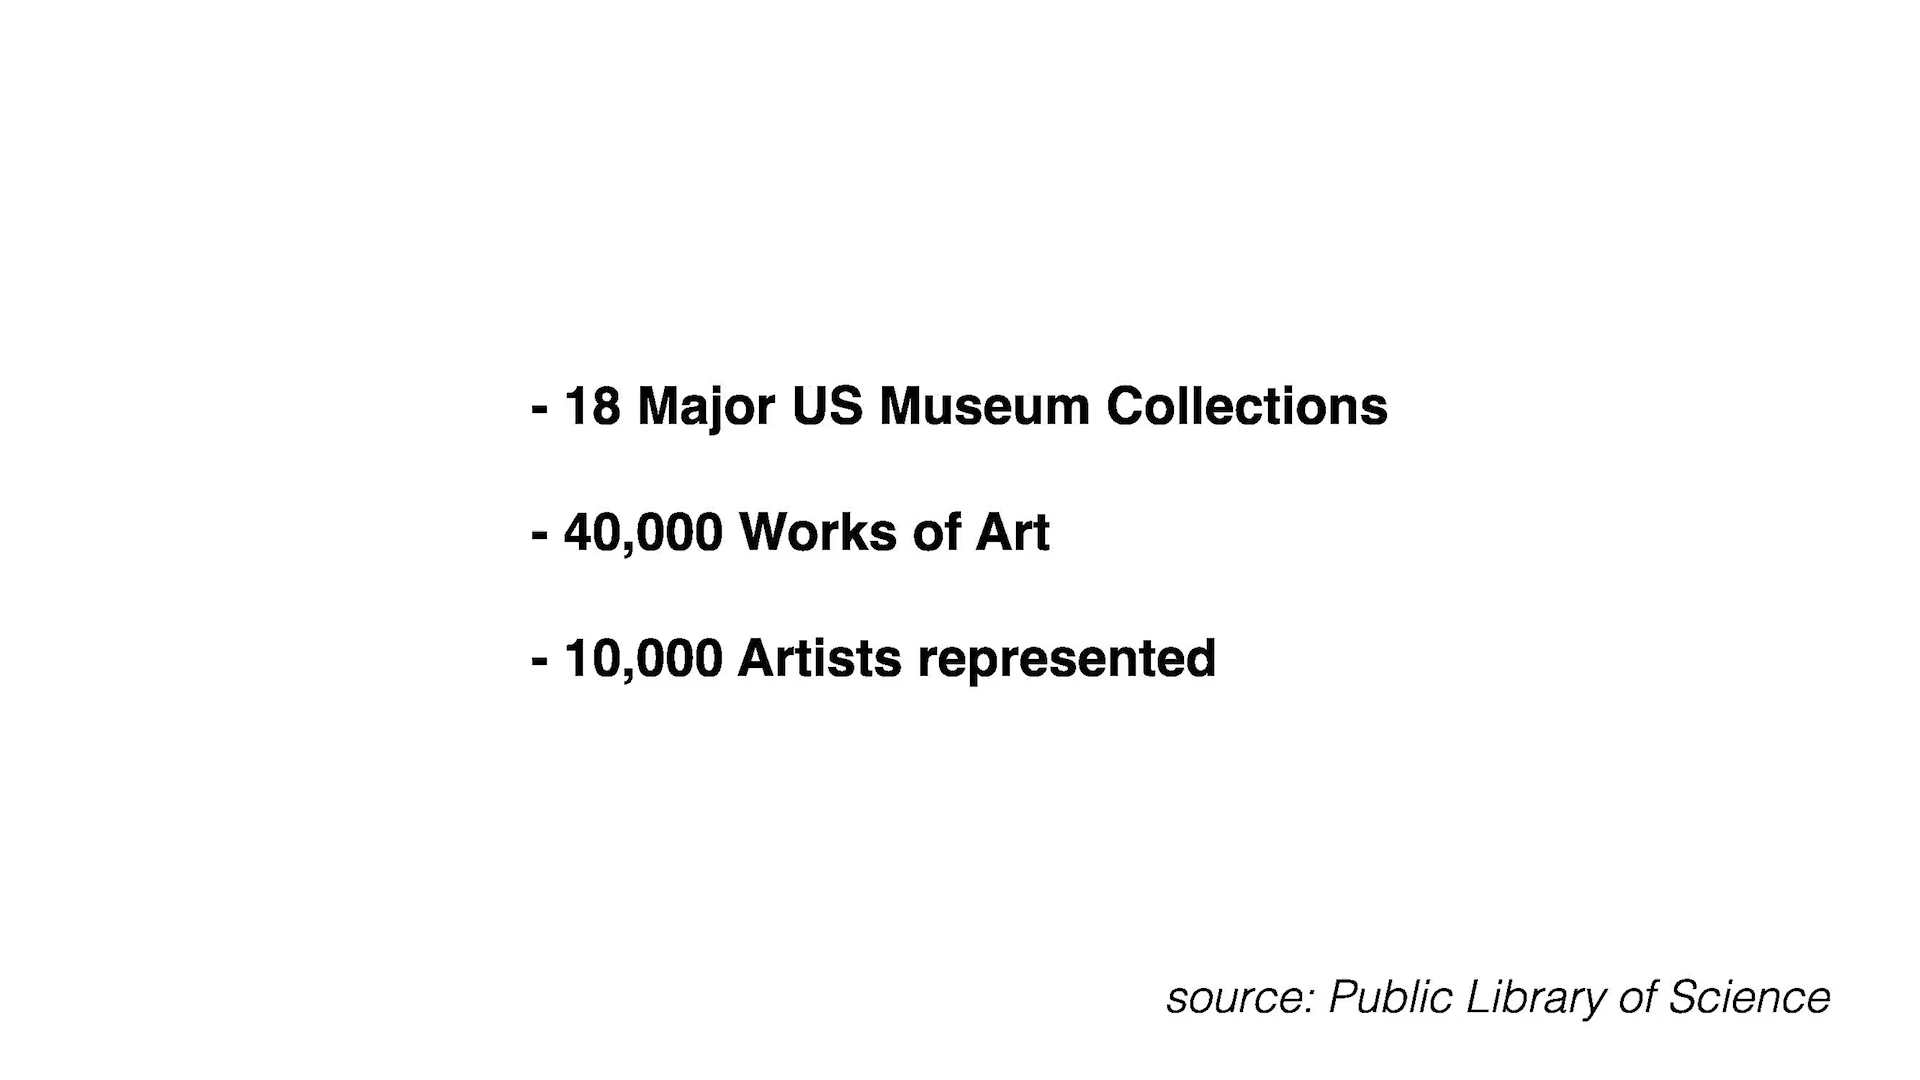 - 18 Major US Museum Collections
- 40,000 Works of Art
- 10,000 Artists represented
source: Public Library of Science